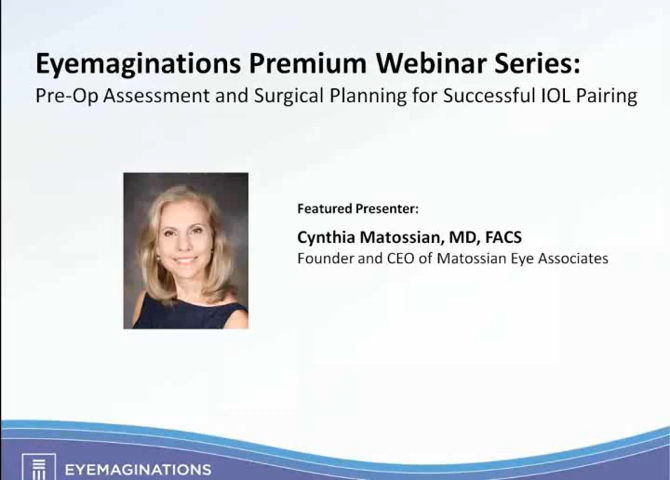 Eyemaginations Premium Webinar Series:
Pre-Op Assessment and Surgical Planning for Successful IOL Pairing
Featured Presenter:
Cynthia Matossian, MD, FACS
Founder and CEO of Matossian Eye Associates
EYEMAGINATIONS